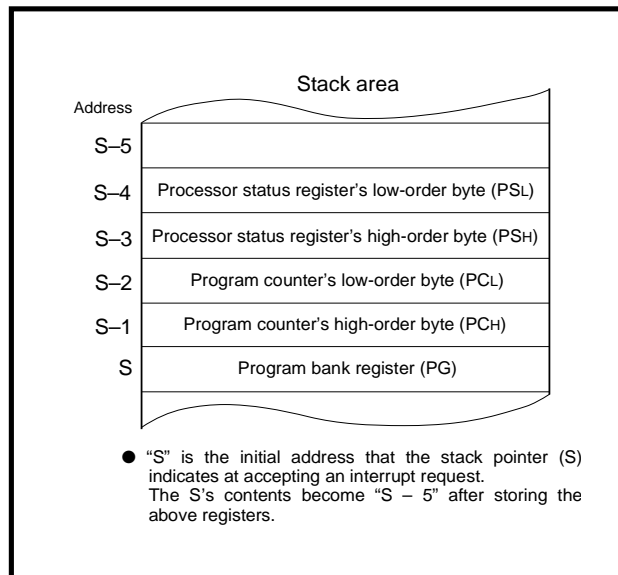 Stack area
Address
S–5
S–4 Processor status register’s low-order byte (PSL)
S–3 Processor status register’s high-order byte (PSH)
S–2 Program counter’s low-order byte (PCL)
S–1 Program counter’s high-order byte (PCH)
S Program bank register (PG)
● “S” is the initial address that the stack pointer (S)
indicates at accepting an interrupt request.
The S’s contents become “S – 5” after storing the
above registers.